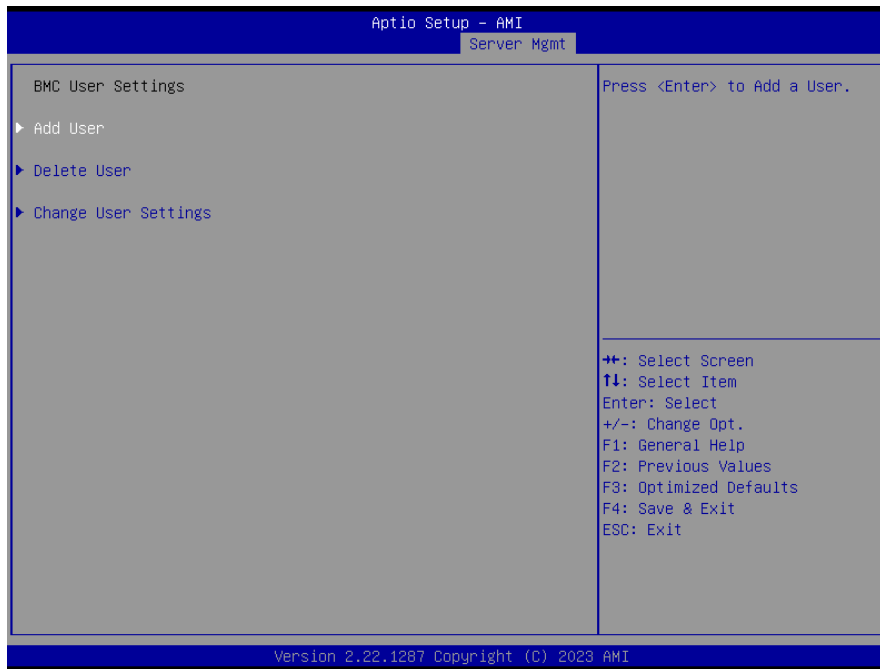 Aptio Setup - AMI
Server Mgmt
BMC User Settings
Add User
Delete User
Change User Settings
Press <Enter> to Add a User.
→←: Select Screen
↑↓: Select Item
Enter: Select
+/-: Change Opt.
F1: General Help
F2: Previous Values
F3: Optimized Defaults
F4: Save & Exit
ESC: Exit
Version 2.22.1287 Copyright (C) 2023 AMI